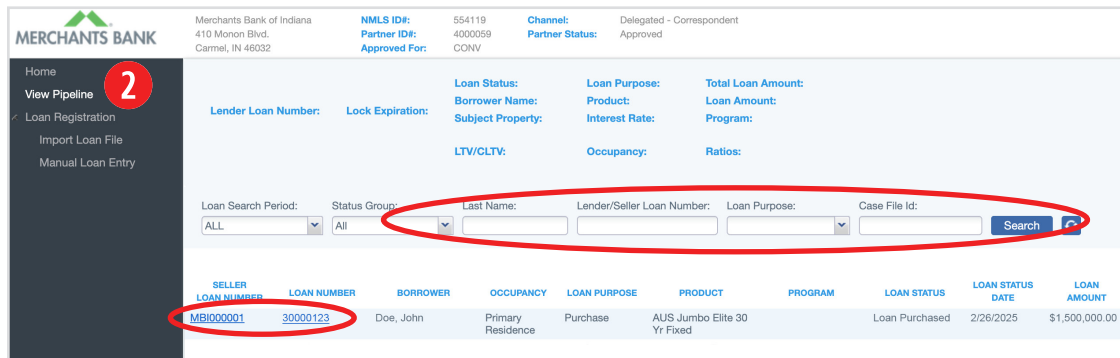 MERCHANTS BANK
Merchants Bank of Indiana NMLS ID#: 554119 Channel: Delegated - Correspondent
410 Monon Blvd. Partner ID#: 4000059 Partner Status: Approved
Carmel, IN 46032 Approved For: CONV
Home
View Pipeline
2
Loan Registration
Import Loan File
Manual Loan Entry
Loan Status: Loan Purpose: Total Loan Amount:
Lender Loan Number: Lock Expiration: Borrower Name: Product: Loan Amount:
Subject Property: Interest Rate: Program:
LTV/CLTV: Occupancy: Ratios:
Loan Search Period: Status Group: Last Name: Lender/Seller Loan Number: Loan Purpose: Case File Id:
ALL All Search
SELLER LOAN STATUS LOAN
LOAN NUMBER LOAN NUMBER BORROWER OCCUPANCY LOAN PURPOSE PRODUCT PROGRAM LOAN STATUS DATE AMOUNT
MBI000001 30000123 Doe, John Primary Purchase AUS Jumbo Elite 30 Loan Purchased 2/26/2025 $1,500,000.00
Residence Yr Fixed